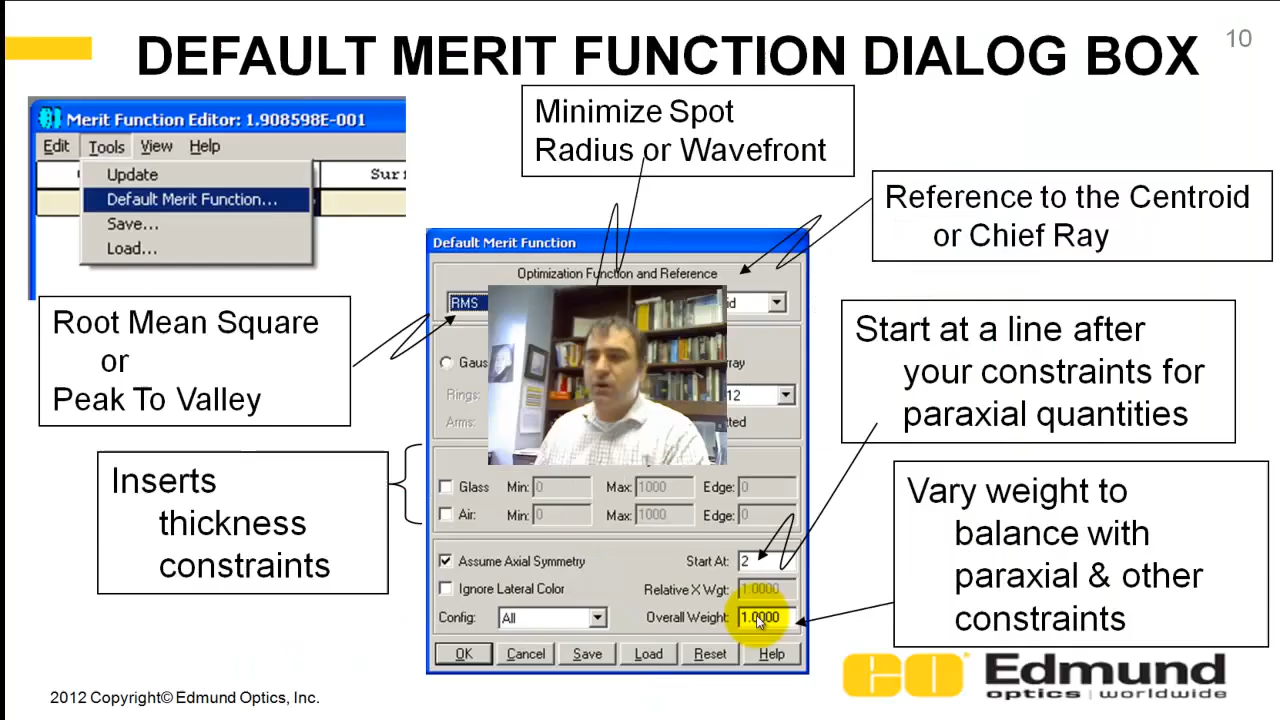 DEFAULT MERIT FUNCTION DIALOG BOX
10
Merit Function Editor: 1.908598E-001
Edit Tools View Help
Update
Default Merit Function...
Save...
Load...
Surf
Minimize Spot
Radius or Wavefront
Reference to the Centroid
or Chief Ray
Root Mean Square
or
Peak To Valley
Inserts
thickness
constraints
Start at a line after
your constraints for
paraxial quantities
Vary weight to
balance with
paraxial & other
constraints
Default Merit Function
Optimization Function and Reference
RMS
Rings: 12
Arms:
Glass Min: 0 Max: 1000 Edge: 0
Air: Min: 0 Max: 1000 Edge: 0
Assume Axial Symmetry Start At: 2
Ignore Lateral Color Relative X Wgt: 1.0000
Config: All Overall Weight: 1.0000
OK Cancel Save Load Reset Help
2012 Copyright© Edmund Optics, Inc.
EO Edmund
optics | worldwide